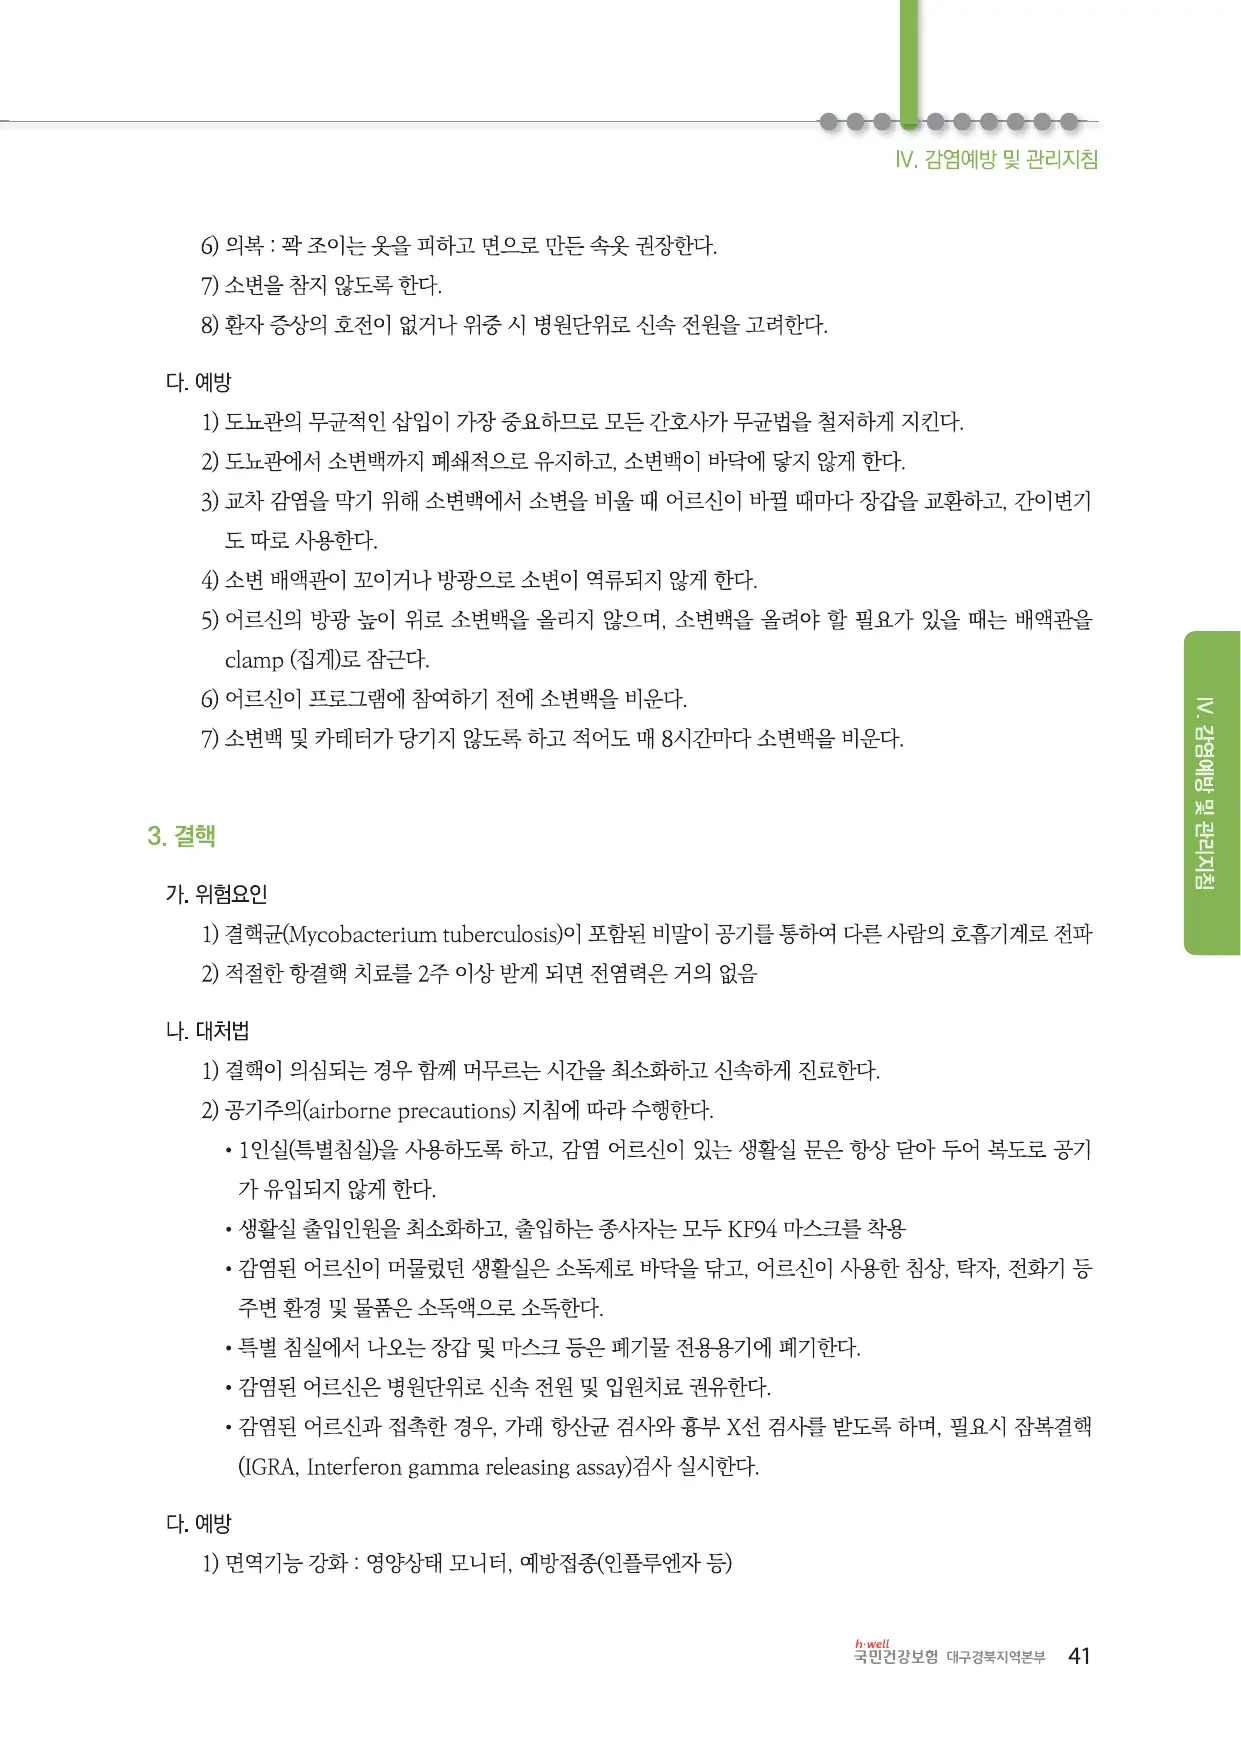 IV. 감염예방 및 관리지침
6) 의복 : 꽉 조이는 옷을 피하고 면으로 만든 속옷 권장한다.
7) 소변을 참지 않도록 한다.
8) 환자 증상의 호전이 없거나 위중 시 병원단위로 신속 전원을 고려한다.
다. 예방
1) 도뇨관의 무균적인 삽입이 가장 중요하므로 모든 간호사가 무균법을 철저하게 지킨다.
2) 도뇨관에서 소변백까지 폐쇄적으로 유지하고, 소변백이 바닥에 닿지 않게 한다.
3) 교차 감염을 막기 위해 소변백에서 소변을 비울 때 어르신이 바뀔 때마다 장갑을 교환하고, 간이변기
도 따로 사용한다.
4) 소변 배액관이 꼬이거나 방광으로 소변이 역류되지 않게 한다.
5) 어르신의 방광 높이 위로 소변백을 올리지 않으며, 소변백을 올려야 할 필요가 있을 때는 배액관을
clamp (집게)로 잠근다.
6) 어르신이 프로그램에 참여하기 전에 소변백을 비운다.
7) 소변백 및 카테터가 당기지 않도록 하고 적어도 매 8시간마다 소변백을 비운다.
IV. 감염예방 및 관리지침
3. 결핵
가. 위험요인
1) 결핵균(Mycobacterium tuberculosis)이 포함된 비말이 공기를 통하여 다른 사람의 호흡기계로 전파
2) 적절한 항결핵 치료를 2주 이상 받게 되면 전염력은 거의 없음
나. 대처법
1) 결핵이 의심되는 경우 함께 머무르는 시간을 최소화하고 신속하게 진료한다.
2) 공기주의(airborne precautions) 지침에 따라 수행한다.
• 1인실(특별침실)을 사용하도록 하고, 감염 어르신이 있는 생활실 문은 항상 닫아 두어 복도로 공기
가 유입되지 않게 한다.
• 생활실 출입인원을 최소화하고, 출입하는 종사자는 모두 KF94 마스크를 착용
• 감염된 어르신이 머물렀던 생활실은 소독제로 바닥을 닦고, 어르신이 사용한 침상, 탁자, 전화기 등
주변 환경 및 물품은 소독액으로 소독한다.
• 특별 침실에서 나오는 장갑 및 마스크 등은 폐기물 전용용기에 폐기한다.
• 감염된 어르신은 병원단위로 신속 전원 및 입원치료 권유한다.
• 감염된 어르신과 접촉한 경우, 가래 항산균 검사와 흉부 X선 검사를 받도록 하며, 필요시 잠복결핵
(IGRA, Interferon gamma releasing assay)검사 실시한다.
다. 예방
1) 면역기능 강화 : 영양상태 모니터, 예방접종(인플루엔자 등)
h·well
국민건강보험 대구경북지역본부 41